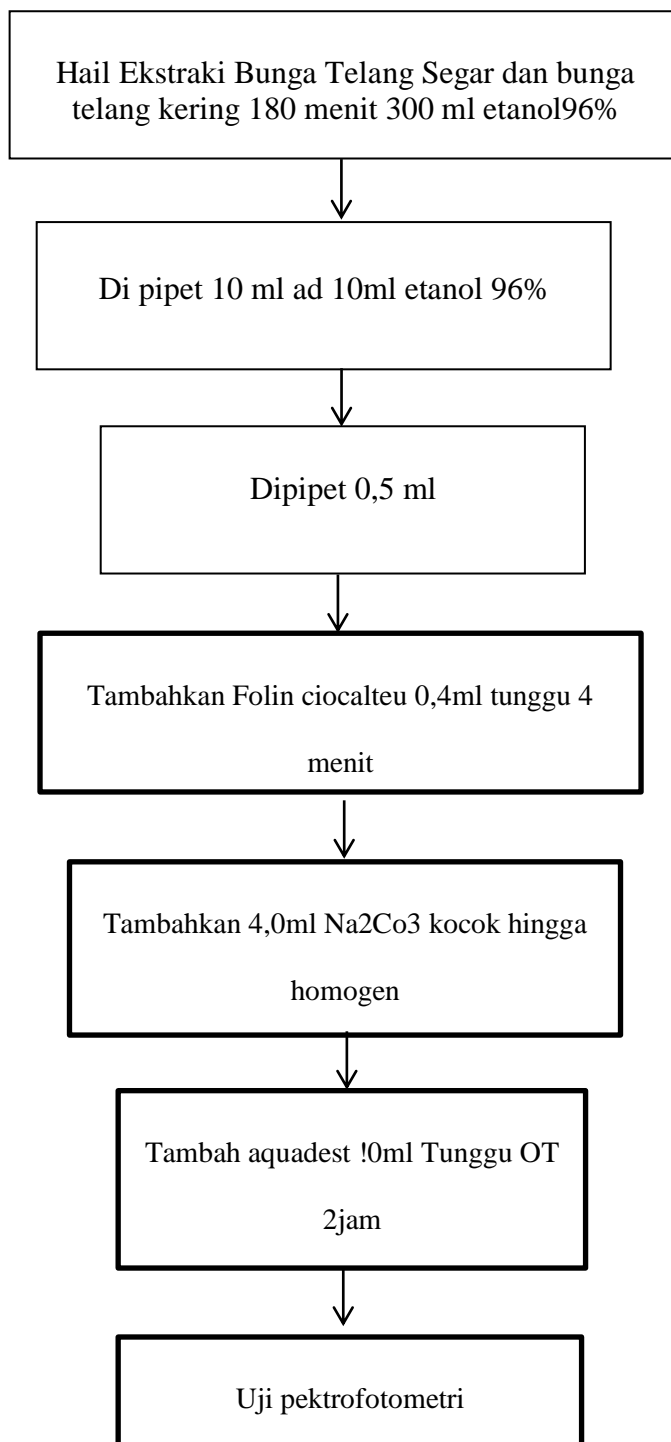 Hail Ekstraki Bunga Telang Segar dan bunga
telang kering 180 menit 300 ml etanol96%
Di pipet 10 ml ad 10ml etanol 96%
Dipipet 0,5 ml
Tambahkan Folin ciocalteu 0,4ml tunggu 4
menit
Tambahkan 4,0ml Na2Co3 kocok hingga
homogen
Tambah aquadest !0ml Tunggu OT
2jam
Uji pektrofotometri